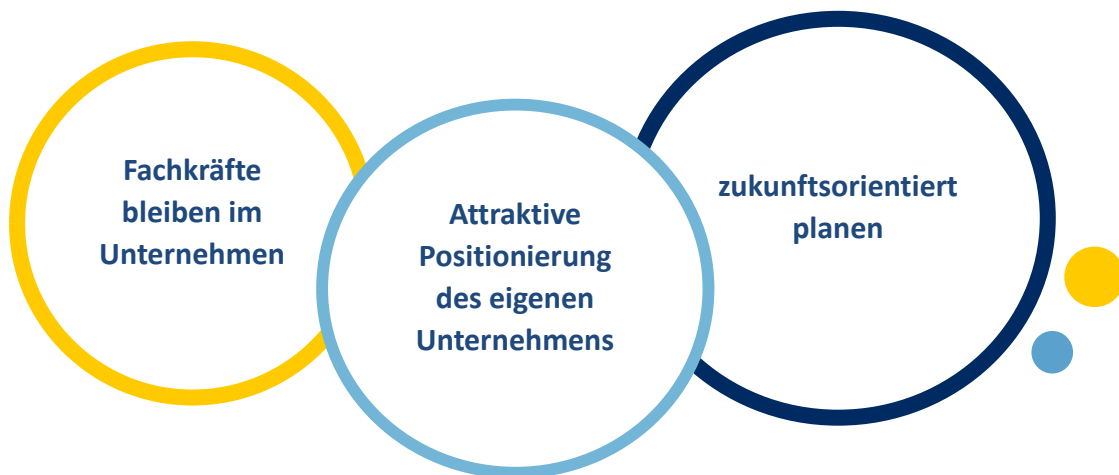 Fachkräfte
bleiben im
Unternehmen
Attraktive
Positionierung
des eigenen
Unternehmens
zukunftsorientiert
planen